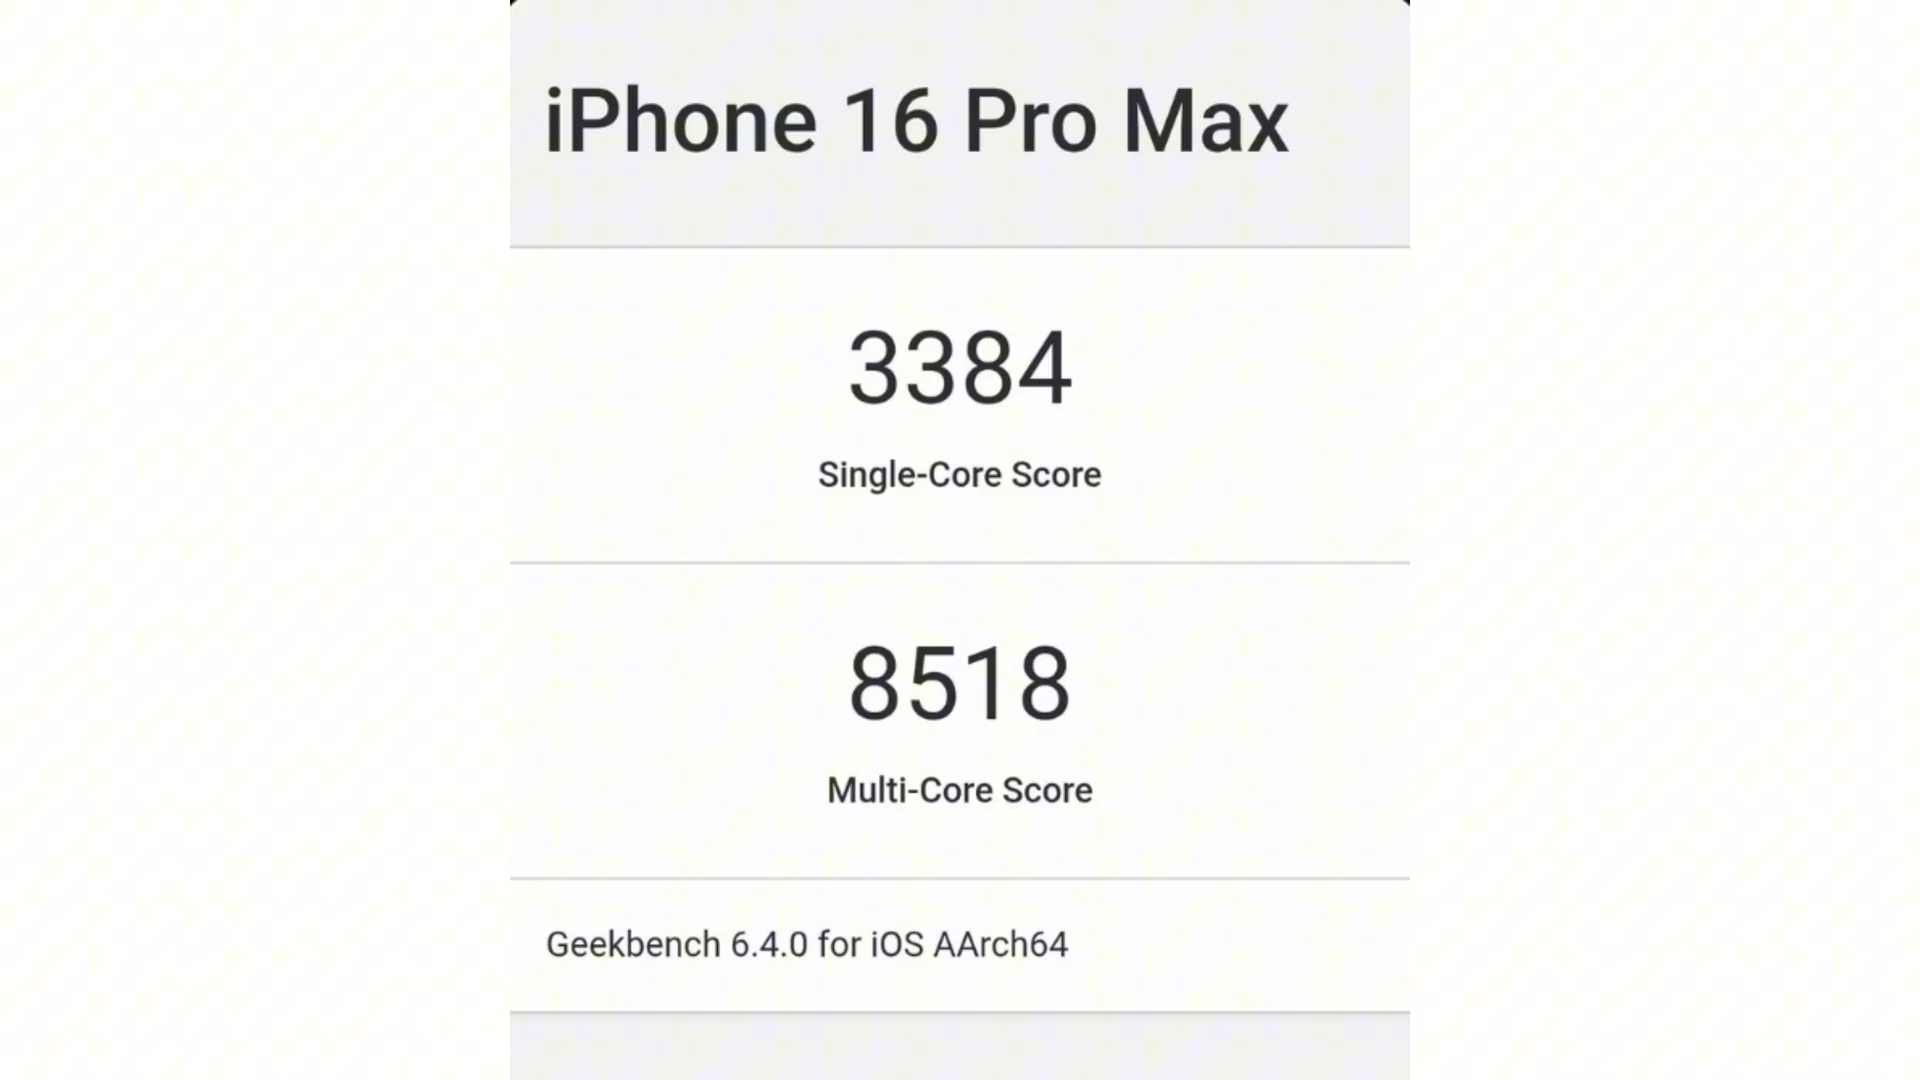 iPhone 16 Pro Max
3384
Single-Core Score
8518
Multi-Core Score
Geekbench 6.4.0 for iOS AArch64